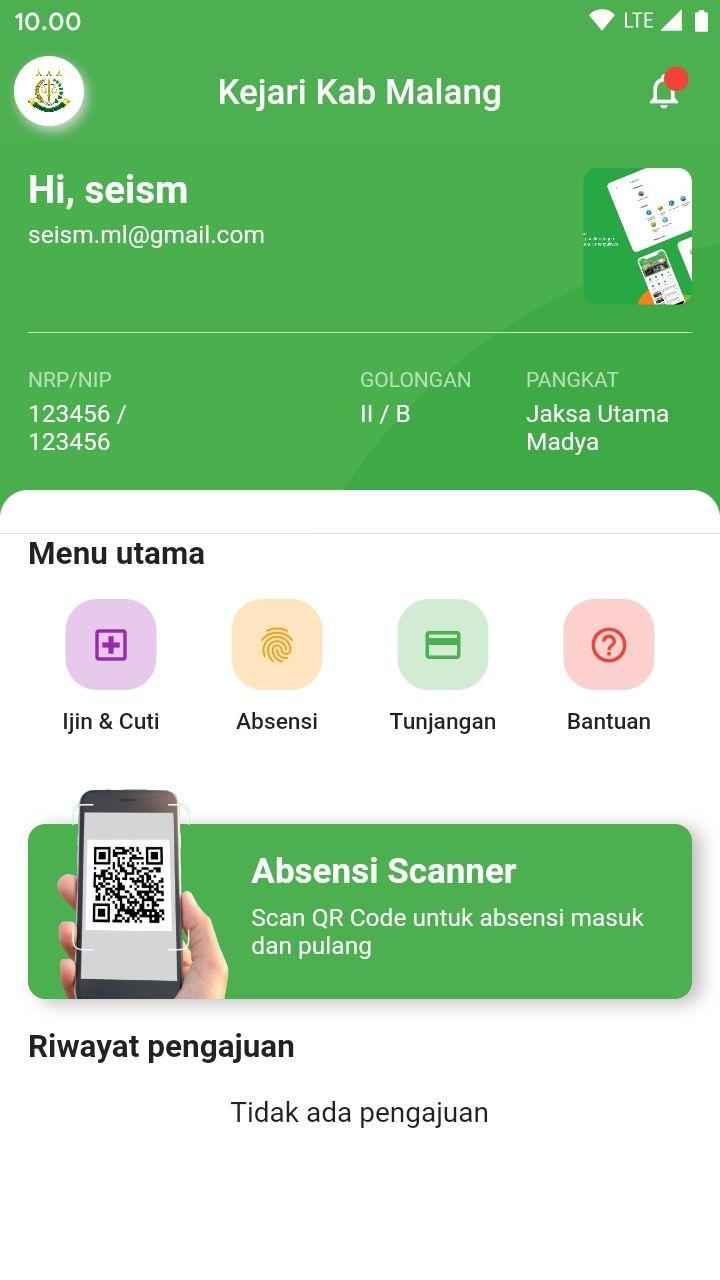 10.00
LTE
Kejari Kab Malang
Hi, seism
seism.ml@gmail.com
NRP/NIP
GOLONGAN
PANGKAT
123456 /
123456
II / B
Jaksa Utama
Madya
Menu utama
Ijin & Cuti
Absensi
Tunjangan
Bantuan
Absensi Scanner
Scan QR Code untuk absensi masuk
dan pulang
Riwayat pengajuan
Tidak ada pengajuan